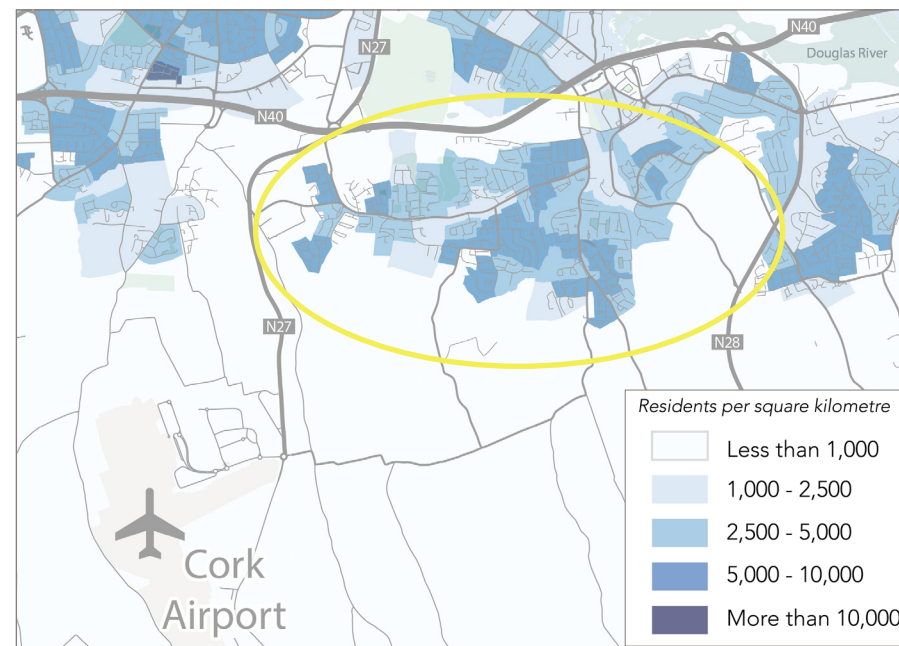 N40
N27
Douglas River
N40
N27
N28
Cork
Airport
Residents per square kilometre
Less than 1,000
1,000 - 2,500
2,500 - 5,000
5,000 - 10,000
More than 10,000